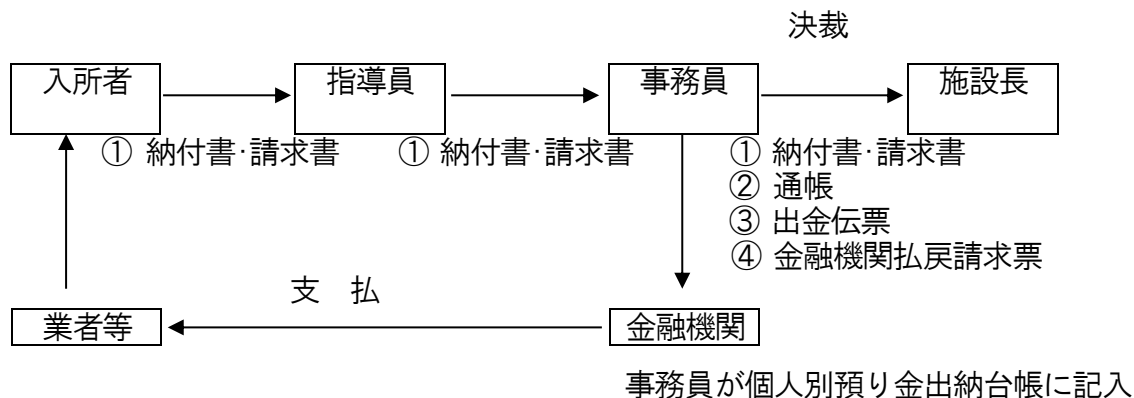 決裁
入所者
指導員
事務員
施設長
① 納付書･請求書
① 納付書･請求書
① 納付書･請求書
② 通帳
③ 出金伝票
④ 金融機関払戻請求票
支　払
業者等
金融機関
事務員が個人別預り金出納台帳に記入